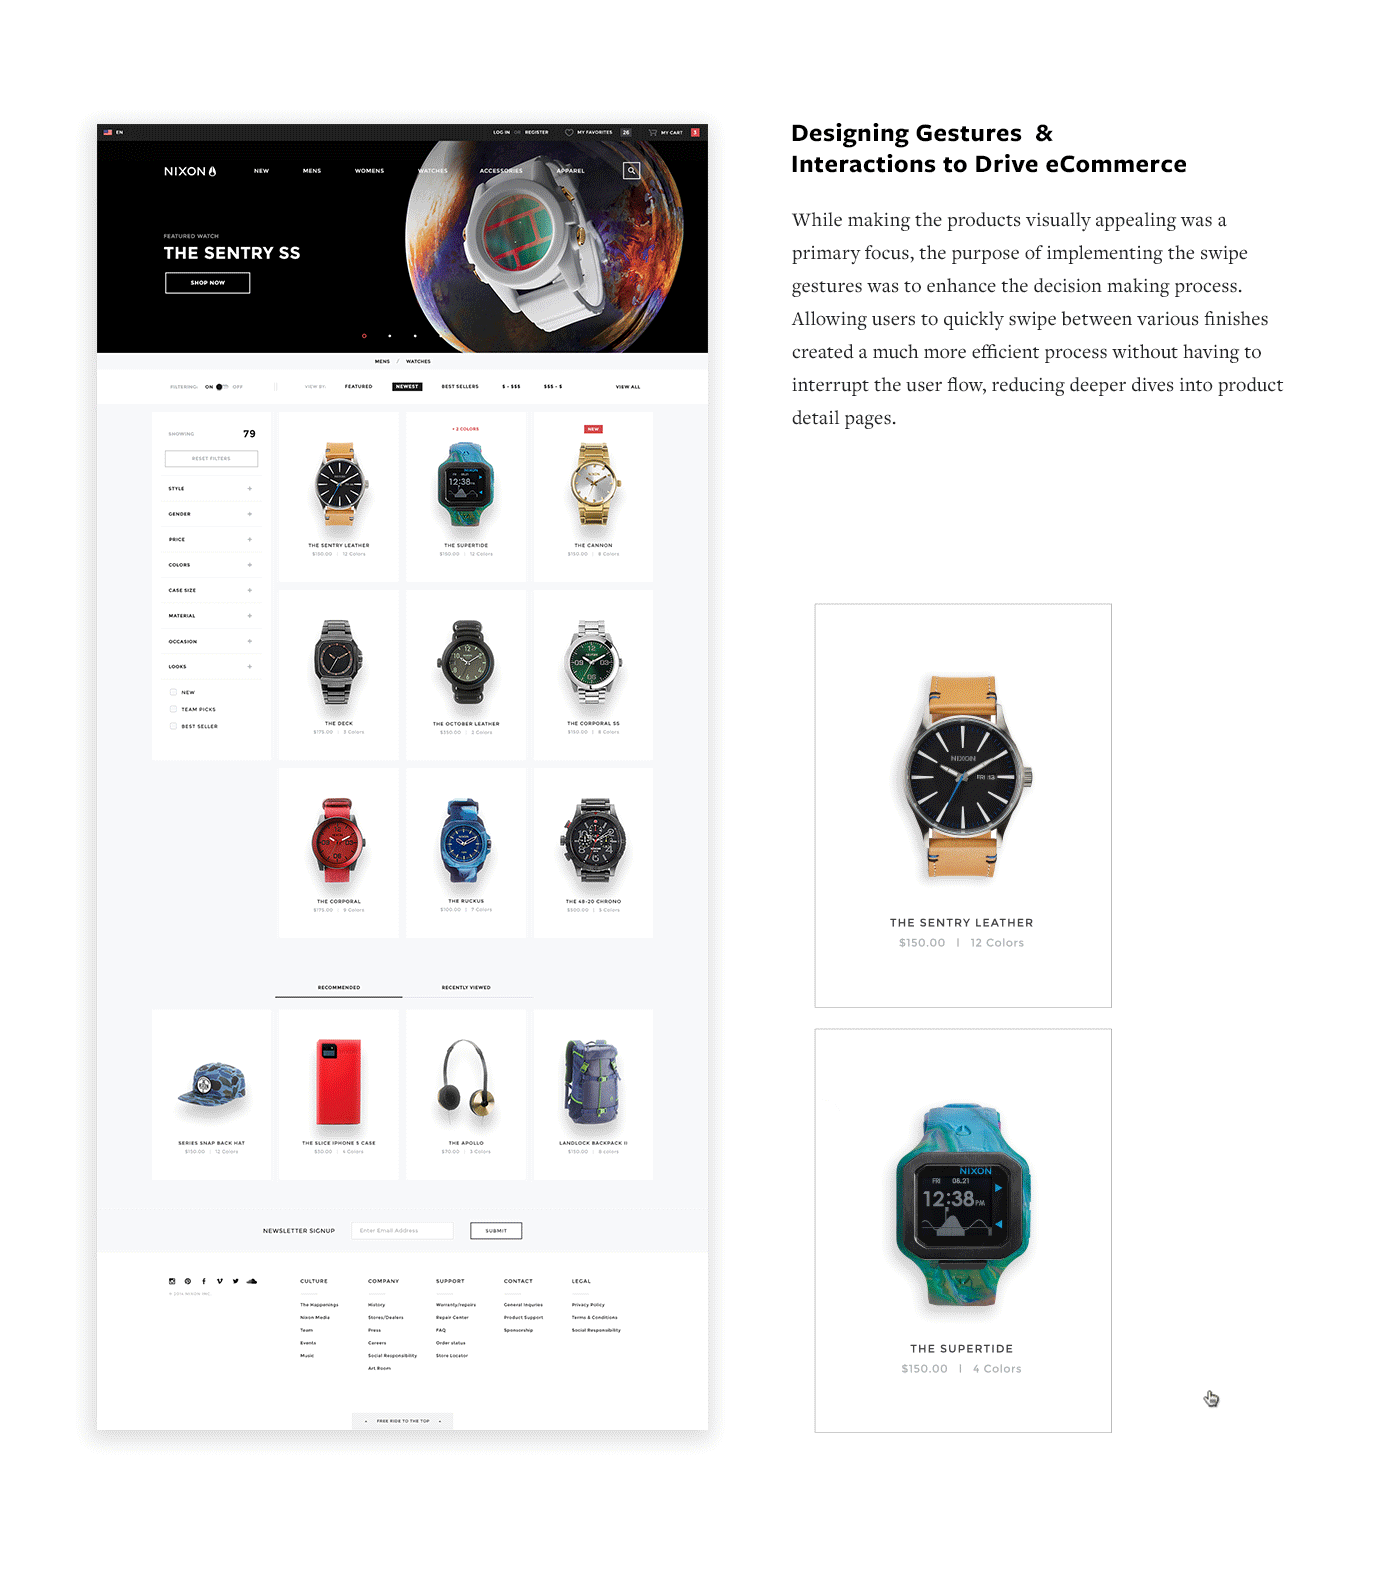 EN
LOG IN OR REGISTER
MY FAVORITES 26
MY CART 3
NIXON
NEW MENS WOMENS WATCHES ACCESSORIES APPAREL
FEATURED WATCH
THE SENTRY SS
SHOP NOW
MENS / WATCHES
FILTERING: ON OFF
VIEW BY: FEATURED NEWEST BEST SELLERS $ - $$$ $$$ - $ VIEW ALL
SHOWING 79
RESET FILTERS
STYLE +
GENDER +
PRICE +
COLORS +
CASE SIZE +
MATERIAL +
OCCASION +
LOOKS +
NEW
TEAM PICKS
BEST SELLER
THE SENTRY LEATHER
$150.00 | 12 Colors
+ 2 COLORS
NIXON
12:38PM
THE SUPERTIDE
$150.00 | 12 Colors
NEW
THE CANNON
$150.00 | 8 Colors
THE DECK
$175.00 | 3 Colors
THE OCTOBER LEATHER
$350.00 | 2 Colors
THE CORPORAL SS
$150.00 | 6 Colors
THE CORPORAL
$175.00 | 9 Colors
THE RUCKUS
$100.00 | 7 Colors
THE 48-20 CHRONO
$500.00 | 5 Colors
RECOMMENDED
RECENTLY VIEWED
SERIES SNAP BACK HAT
$150.00 | 12 Colors
THE SLICE IPHONE 5 CASE
$50.00 | 4 Colors
THE APOLLO
$70.00 | 3 Colors
LANDLOCK BACKPACK II
$150.00 | 8 colors
NEWSLETTER SIGNUP
Enter Email Address
SUBMIT
© 2014 NIXON INC.
CULTURE
The Happenings
Nixon Media
Team
Events
Music
COMPANY
History
Stores/Dealers
Press
Careers
Social Responsibility
Art Room
SUPPORT
Warranty/repairs
Repair Center
FAQ
Order status
Store Locator
CONTACT
General Inquries
Product Support
Sponsorship
LEGAL
Privacy Policy
Terms & Conditions
Social Responsibility
FREE RIDE TO THE TOP
Designing Gestures &
Interactions to Drive eCommerce
While making the products visually appealing was a
primary focus, the purpose of implementing the swipe
gestures was to enhance the decision making process.
Allowing users to quickly swipe between various finishes
created a much more efficient process without having to
interrupt the user flow, reducing deeper dives into product
detail pages.
NIXON
FRI 13
THE SENTRY LEATHER
$150.00 | 12 Colors
NIXON
FRI 06.21
12:38PM
THE SUPERTIDE
$150.00 | 4 Colors